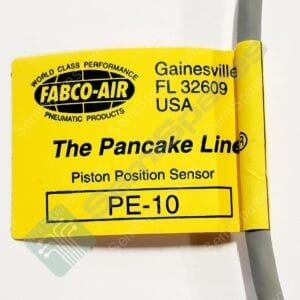 WORLD CLASS PERFORMANCE
FABCO-AIR
PNEUMATIC PRODUCTS
Gainesville
FL 32609
USA
The Pancake Line®
Piston Position Sensor
PE-10